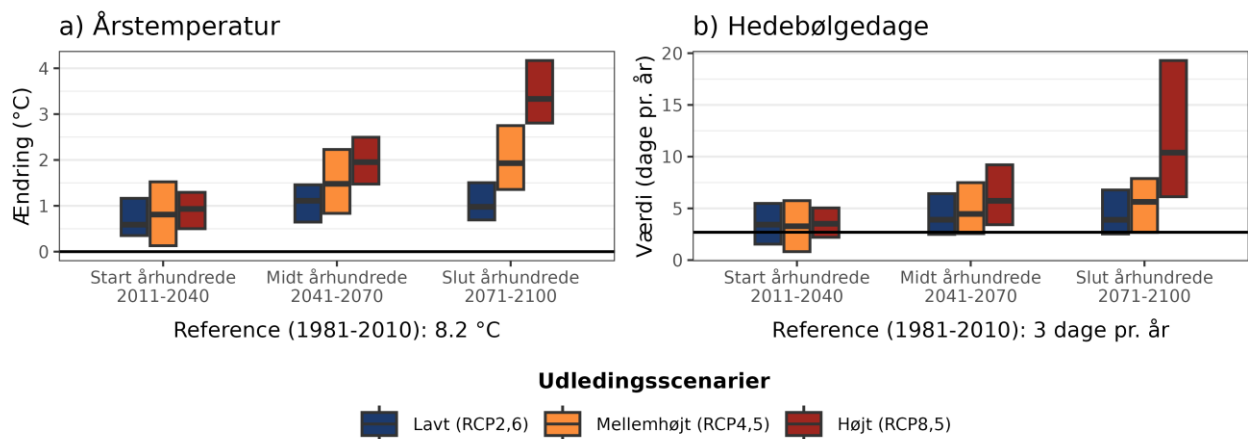 a) Årstemperatur
Ændring (°C)
4
3
2
1
0
Start århundrede
2011-2040
Midt århundrede
2041-2070
Slut århundrede
2071-2100
Reference (1981-2010): 8.2 °C
b) Hedebølgedage
Værdi (dage pr. år)
20
15
10
5
0
Start århundrede
2011-2040
Midt århundrede
2041-2070
Slut århundrede
2071-2100
Reference (1981-2010): 3 dage pr. år
Udledingsscenarier
Lavt (RCP2,6)
Mellemhøjt (RCP4,5)
Højt (RCP8,5)